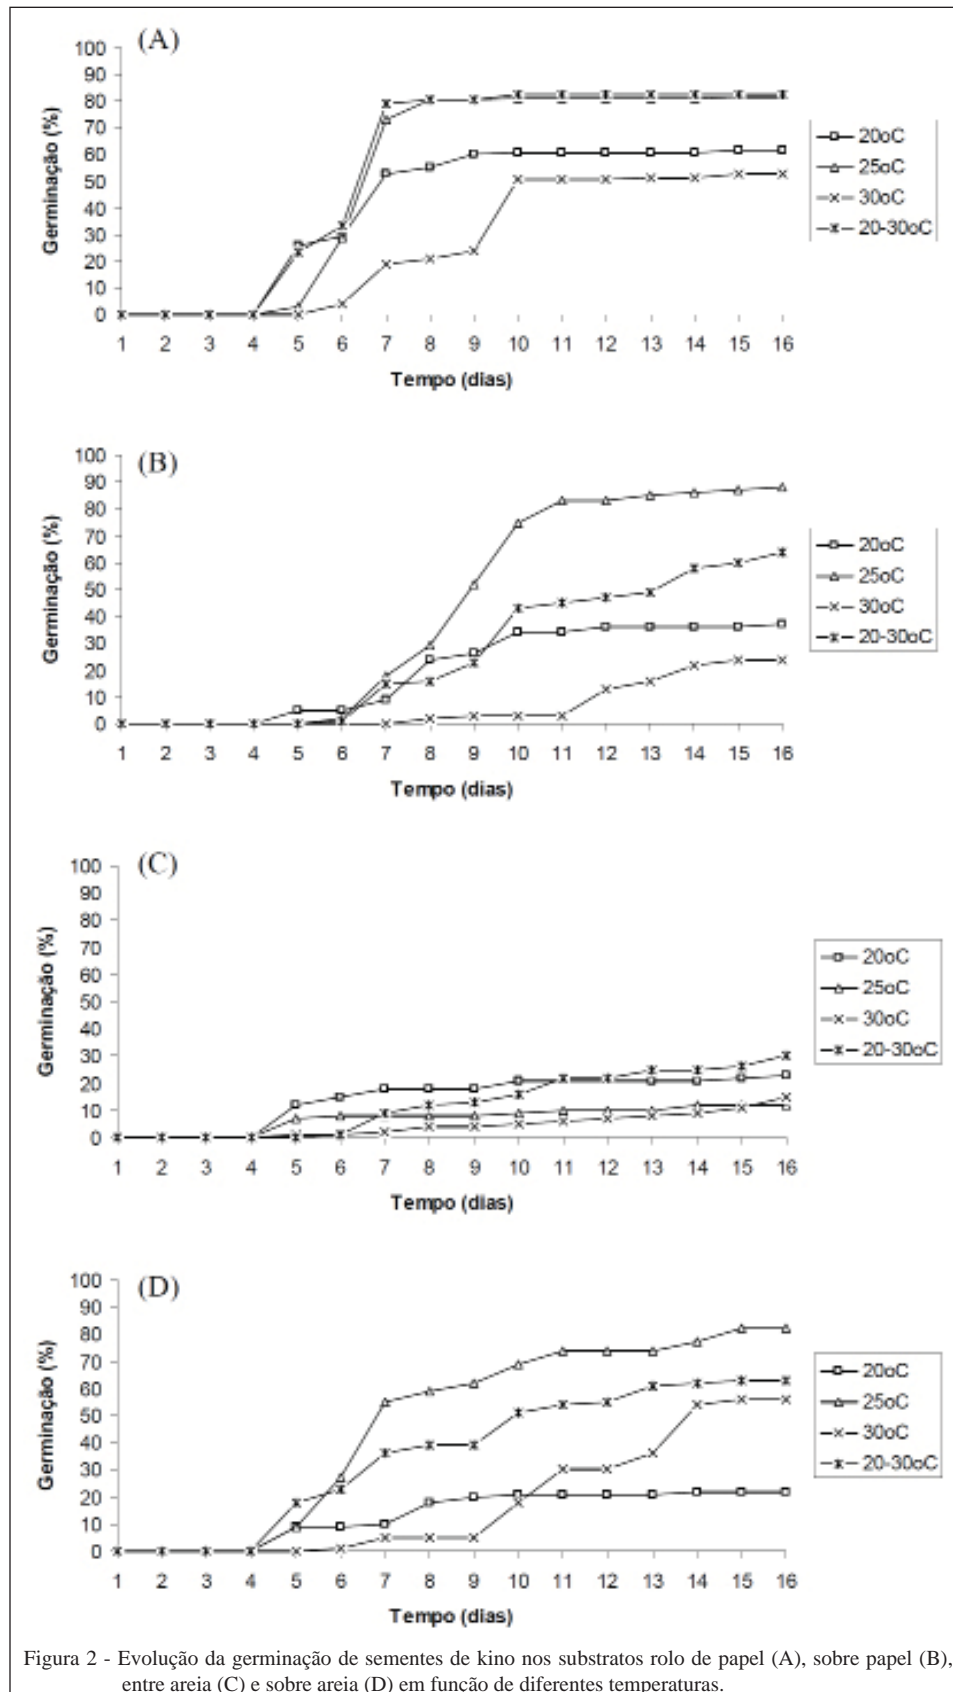 (A)
100
90
80
70
60
50
40
30
20
10
0
Germinação (%)
1 2 3 4 5 6 7 8 9 10 11 12 13 14 15 16
Tempo (dias)
20oC
25oC
30oC
20-30oC
(B)
100
90
80
70
60
50
40
30
20
10
0
Germinação (%)
1 2 3 4 5 6 7 8 9 10 11 12 13 14 15 16
Tempo (dias)
20oC
25oC
30oC
20-30oC
(C)
100
90
80
70
60
50
40
30
20
10
0
Germinação (%)
1 2 3 4 5 6 7 8 9 10 11 12 13 14 15 16
Tempo (dias)
20oC
25oC
30oC
20-30oC
(D)
100
90
80
70
60
50
40
30
20
10
0
Germinação (%)
1 2 3 4 5 6 7 8 9 10 11 12 13 14 15 16
Tempo (dias)
20oC
25oC
30oC
20-30oC
Figura 2 - Evolução da germinação de sementes de kino nos substratos rolo de papel (A), sobre papel (B),
entre areia (C) e sobre areia (D) em função de diferentes temperaturas.